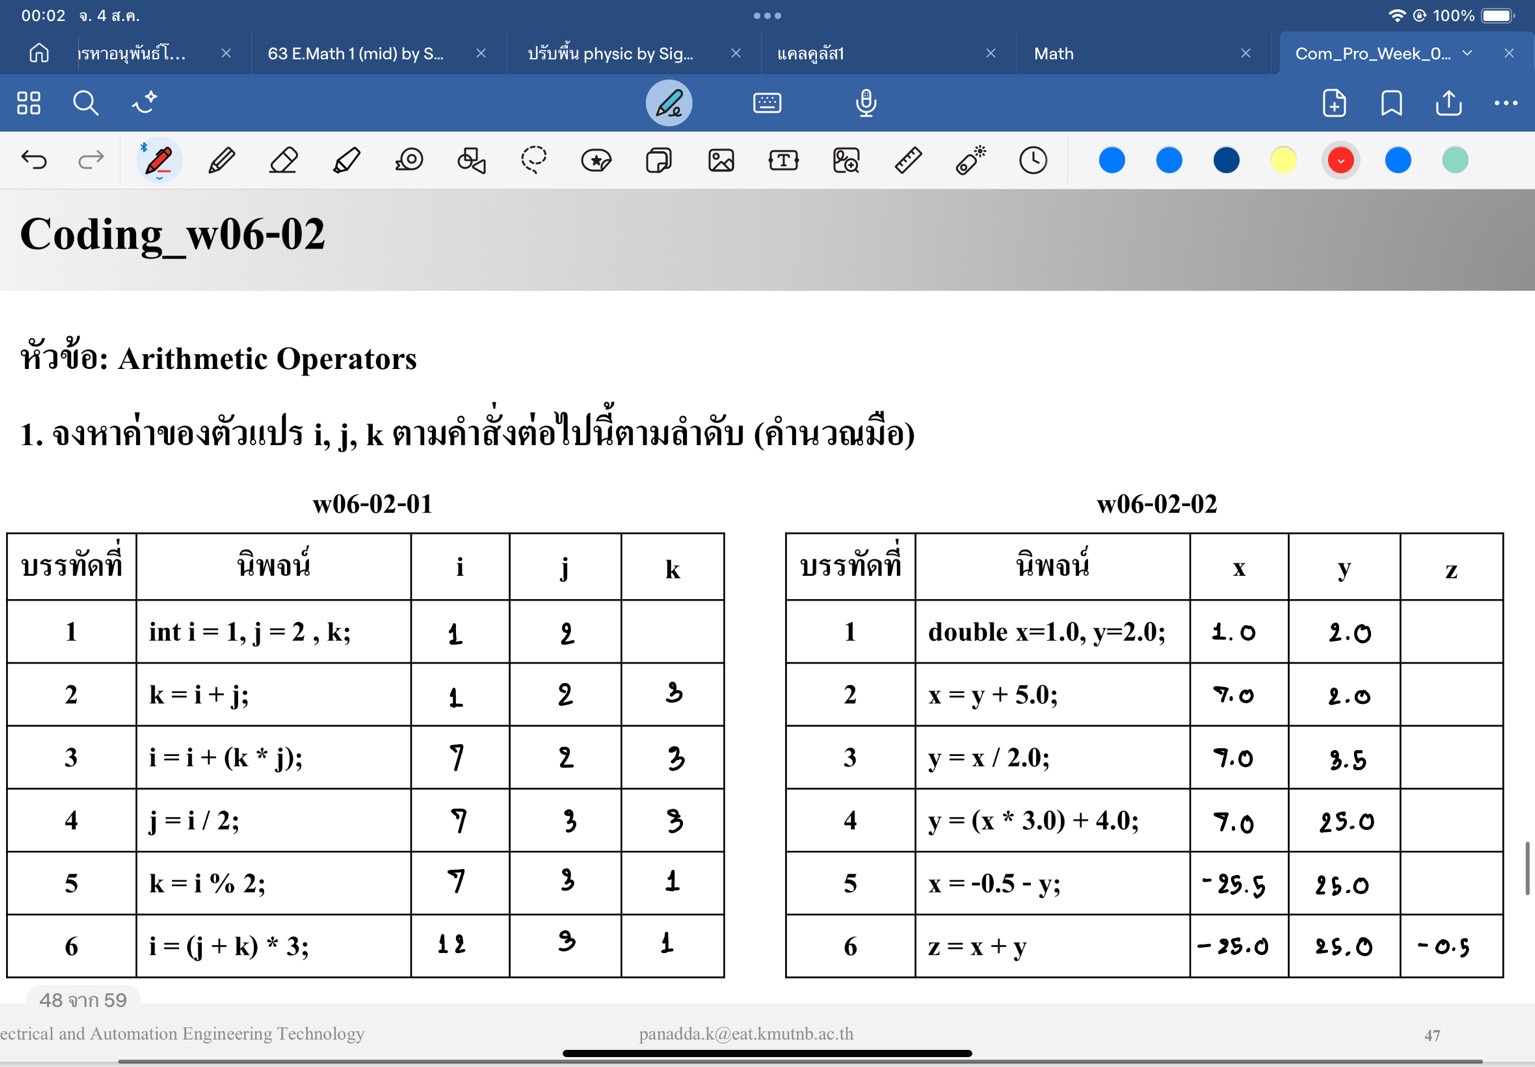 00:02 จ. 4 ส.ค. 100%
ารหาอนุพันธ์โ... 63 E.Math 1 (mid) by S... ปรับพื้น physic by Sig... แคลคูลัส1 Math Com_Pro_Week_0...
Coding_w06-02
หัวข้อ: Arithmetic Operators
1. จงหาค่าของตัวแปร i, j, k ตามคำสั่งต่อไปนี้ตามลำดับ (คำนวณมือ)
w06-02-01
บรรทัดที่ นิพจน์ i j k
1 int i = 1, j = 2 , k; 1 2
2 k = i + j; 1 2 3
3 i = i + (k * j); 7 2 3
4 j = i / 2; 7 3 3
5 k = i % 2; 7 3 1
6 i = (j + k) * 3; 12 3 1
w06-02-02
บรรทัดที่ นิพจน์ x y z
1 double x=1.0, y=2.0; 1.0 2.0
2 x = y + 5.0; 7.0 2.0
3 y = x / 2.0; 7.0 3.5
4 y = (x * 3.0) + 4.0; 7.0 25.0
5 x = -0.5 - y; -25.5 25.0
6 z = x + y -25.0 25.0 -0.5
48 จาก 59
ectrical and Automation Engineering Technology panadda.k@eat.kmutnb.ac.th 47